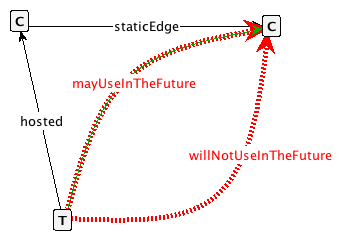 C
staticEdge
C
mayUseInTheFuture
hosted
willNotUseInTheFuture
T